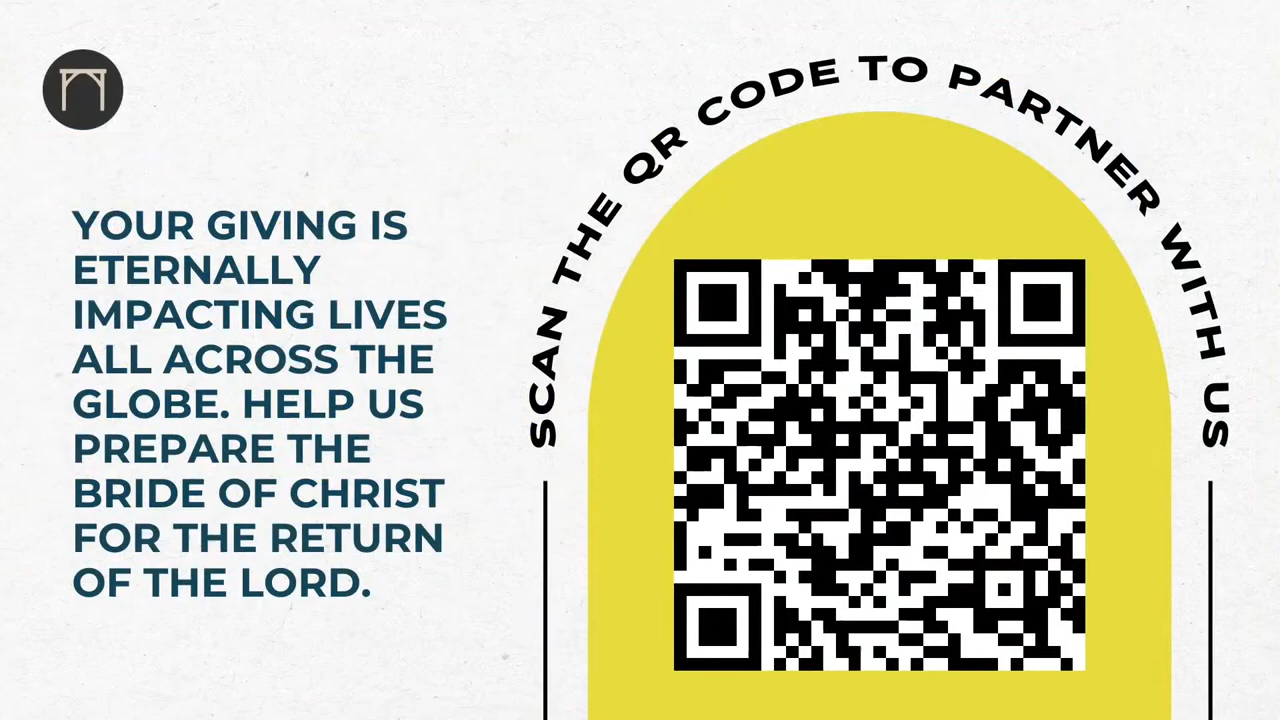 YOUR GIVING IS
ETERNALLY
IMPACTING LIVES
ALL ACROSS THE
GLOBE. HELP US
PREPARE THE
BRIDE OF CHRIST
FOR THE RETURN
OF THE LORD.
SCAN THE QR CODE TO PARTNER WITH US